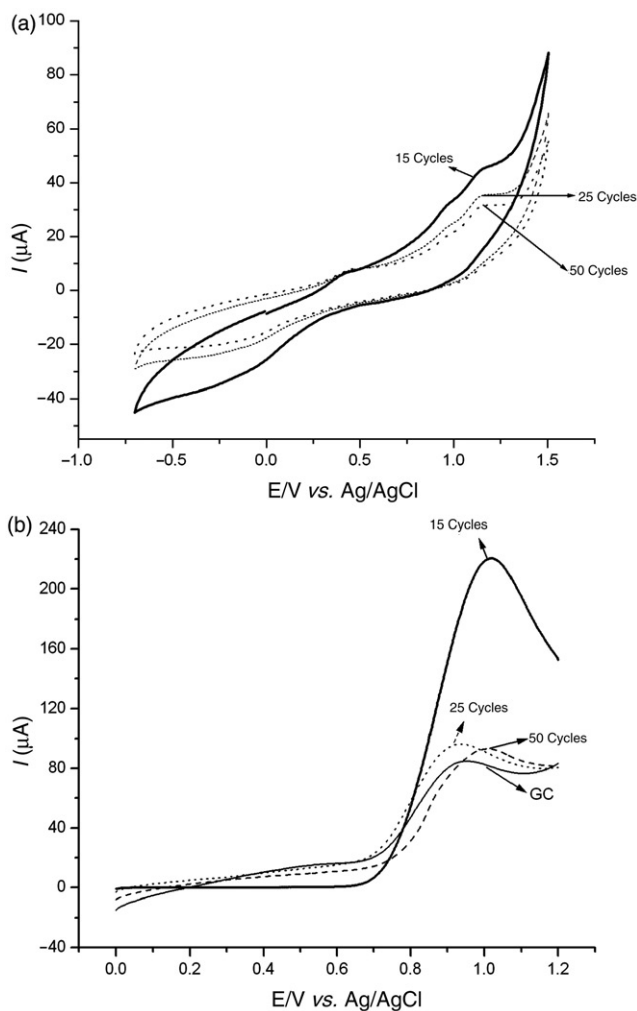 (a)
100
80
60
40
20
0
−20
−40
I (μA)
15 Cycles
25 Cycles
50 Cycles
−1.0 −0.5 0.0 0.5 1.0 1.5
E/V vs. Ag/AgCl
(b)
240
200
160
120
80
40
0
−40
I (μA)
15 Cycles
25 Cycles
50 Cycles
GC
0.0 0.2 0.4 0.6 0.8 1.0 1.2
E/V vs. Ag/AgCl